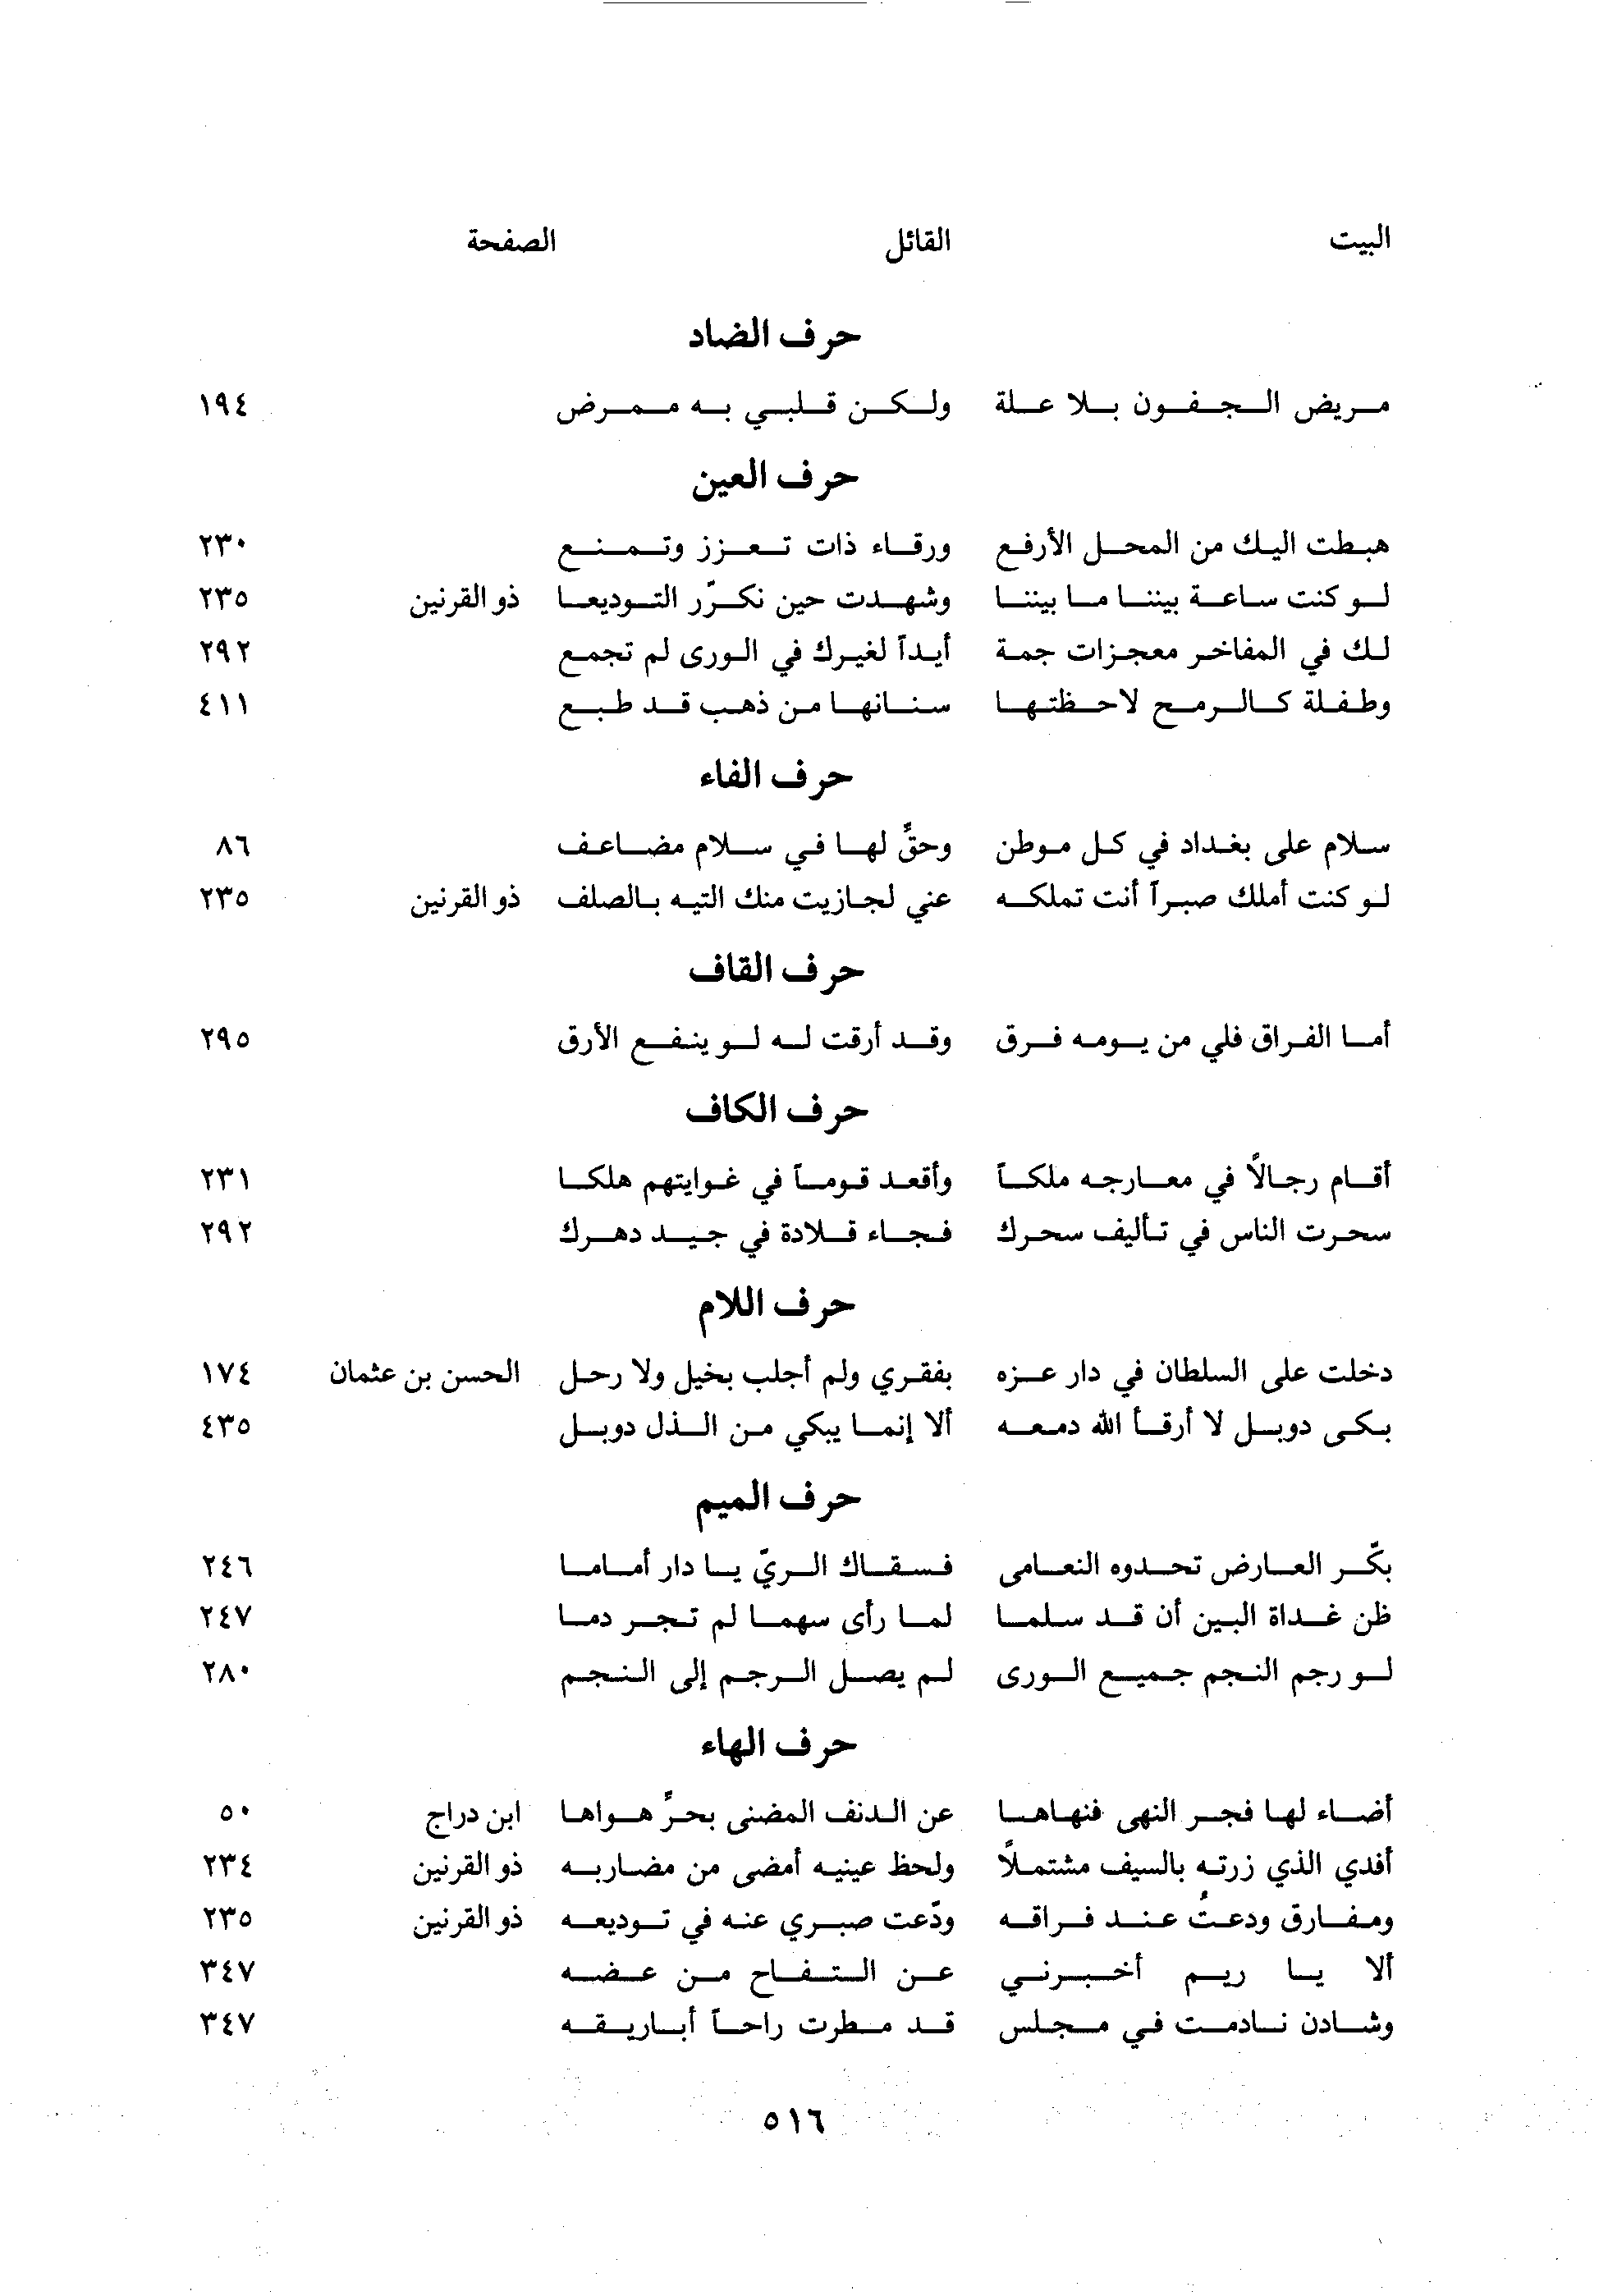 البيت القائل الصفحة
حرف الضاد
مريض الجفون بلا علة ولكن قلبي به ممرض ١٩٤
حرف العين
هبطت اليك من المحل الأرفع ورقاء ذات تعزز وتمنع ٢٣٠
لو كنت ساعة بيننا ما بيننا وشهدت حين نكرّر التوديعا ذو القرنين ٢٣٥
لك في المفاخر معجزات جمة أبداً لغيرك في الورى لم تجمع ٢٩٢
وطفلة كالرمح لاحظتها سنانها من ذهب قد طبع ٤١١
حرف الفاء
سلام على بغداد في كل موطن وحقَّ لها في سلام مضاعف ٨٦
لو كنت أملك صبراً أنت تملكه عني لجازيت منك التيه بالصلف ذو القرنين ٢٣٥
حرف القاف
أما الفراق فلي من يومه فرق وقد أرقت له لو ينفع الأرق ٢٩٥
حرف الكاف
أقام رجالاً في معارجه ملكاً وأقعد قوماً في غوايتهم هلكا ٢٣١
سحرت الناس في تأليف سحرك فجاء قلادة في جيد دهرك ٢٩٢
حرف اللام
دخلت على السلطان في دار عزه بفقري ولم أجلب بخيل ولا رحل الحسن بن عثمان ١٧٤
بكى دوبل لا أرقأ الله دمعه ألا إنما يبكي من الذل دوبل ٤٣٥
حرف الميم
بكّر العارض تحدوه النعامى فسقاك الريّ يا دار أماما ٢٤٦
ظن غداة البين أن قد سلما لما رأى سهما لم تجر دما ٢٤٧
لو رجم النجم جميع الورى لم يصل الرجم إلى النجم ٢٨٠
حرف الهاء
أضاء لها فجر النهى فنهاها عن الدنف المضنى بحرَّ هواها ابن دراج ٥٠
أفدي الذي زرته بالسيف مشتملاً ولحظ عينيه أمضى من مضاربه ذو القرنين ٢٣٤
ومفارق ودعتُ عند فراقه ودّعت صبري عنه في توديعه ذو القرنين ٢٣٥
ألا يا ريم أخبرني عن التفاح من عضه ٣٤٧
وشادن نادمت في مجلس قد مطرت راحاً أباريقه ٣٤٧
٥١٦